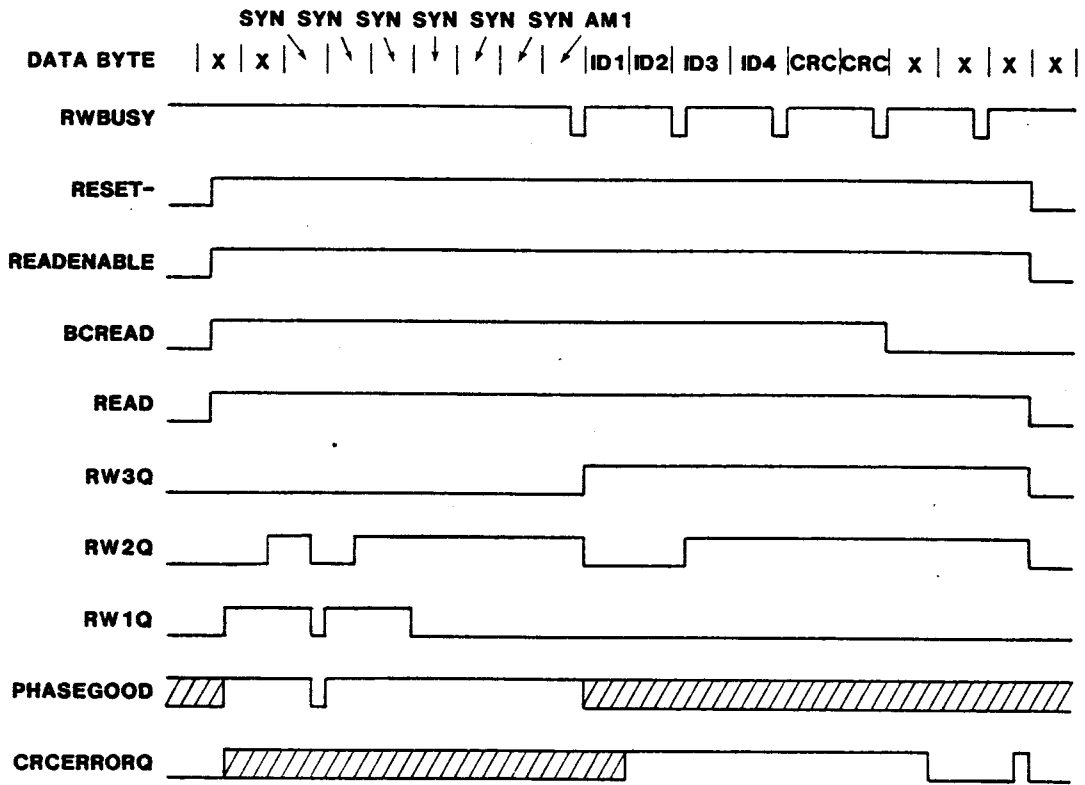 SYN SYN SYN SYN SYN SYN AM1
DATA BYTE X X ID1 ID2 ID3 ID4 CRC CRC X X X X
RWBUSY
RESET-
READENABLE
BCREAD
READ
RW3Q
RW2Q
RW1Q
PHASEGOOD
CRCERRORQ